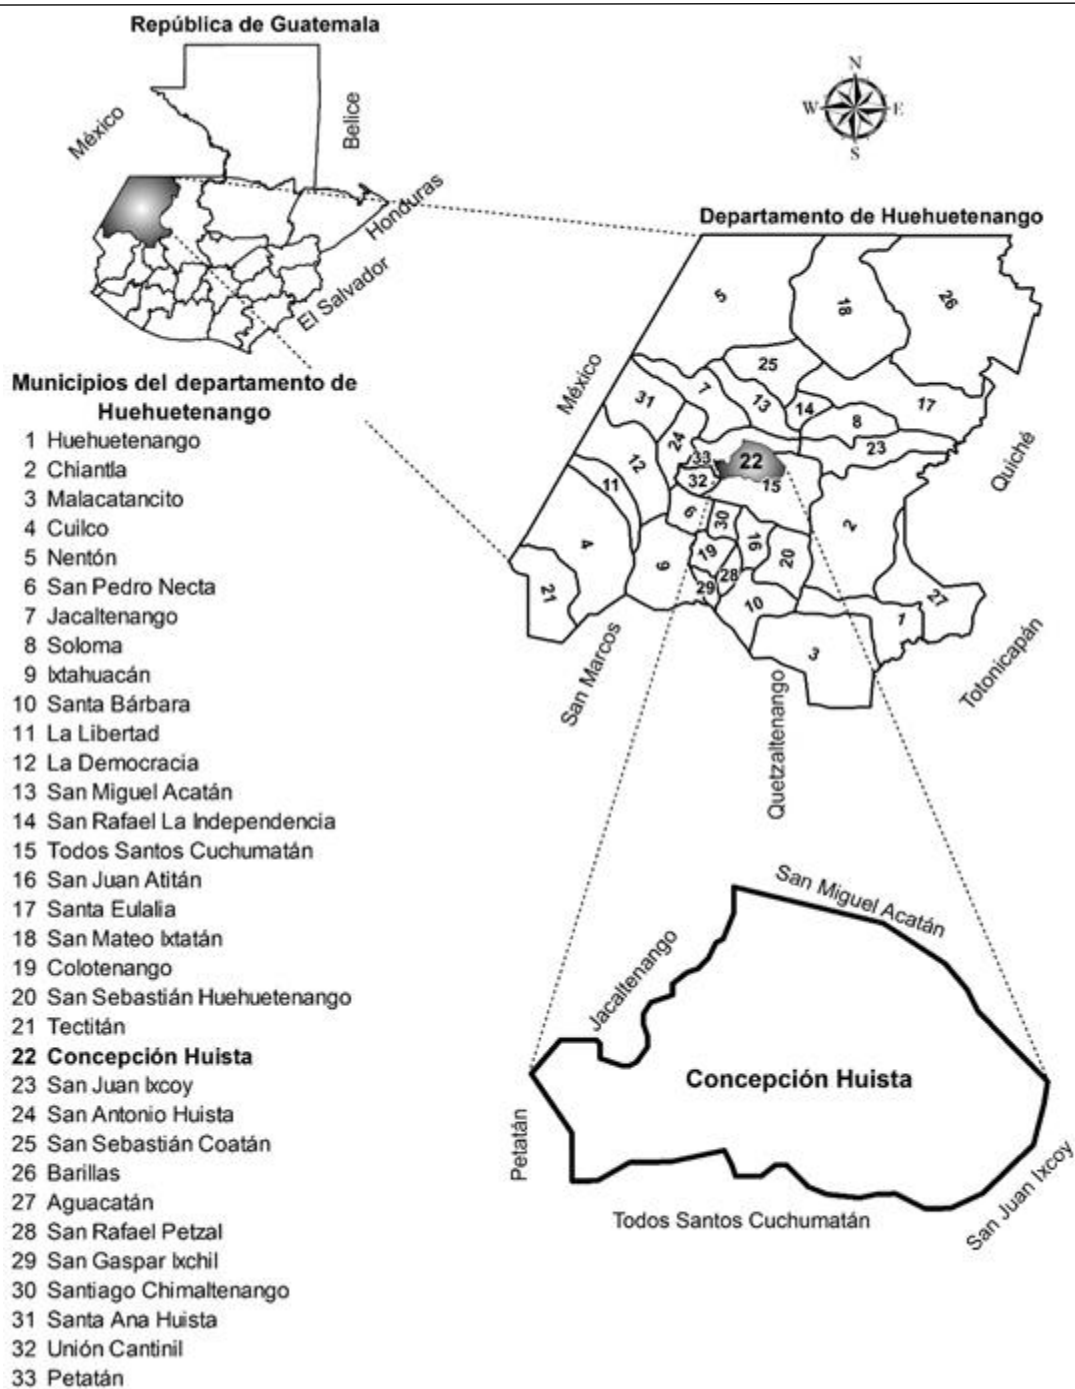 República de Guatemala
México
Belice
Honduras
El Salvador
N
W
E
S
Departamento de Huehuetenango
5
18
26
México
25
7
31
13
14
17
8
24
23
33
22
12
32
15
Quiché
11
6
30
2
4
16
19
20
9
28
21
29
27
10
1
3
San Marcos
Quetzaltenango
Totonicapán
Municipios del departamento de
Huehuetenango
1 Huehuetenango
2 Chiantla
3 Malacatancito
4 Cuilco
5 Nentón
6 San Pedro Necta
7 Jacaltenango
8 Soloma
9 Ixtahuacán
10 Santa Bárbara
11 La Libertad
12 La Democracia
13 San Miguel Acatán
14 San Rafael La Independencia
15 Todos Santos Cuchumatán
16 San Juan Atitán
17 Santa Eulalia
18 San Mateo Ixtatán
19 Colotenango
20 San Sebastián Huehuetenango
21 Tectitán
22 Concepción Huista
23 San Juan Ixcoy
24 San Antonio Huista
25 San Sebastián Coatán
26 Barillas
27 Aguacatán
28 San Rafael Petzal
29 San Gaspar Ixchil
30 Santiago Chimaltenango
31 Santa Ana Huista
32 Unión Cantinil
33 Petatán
San Miguel Acatán
Jacaltenango
Concepción Huista
Petatán
San Juan Ixcoy
Todos Santos Cuchumatán